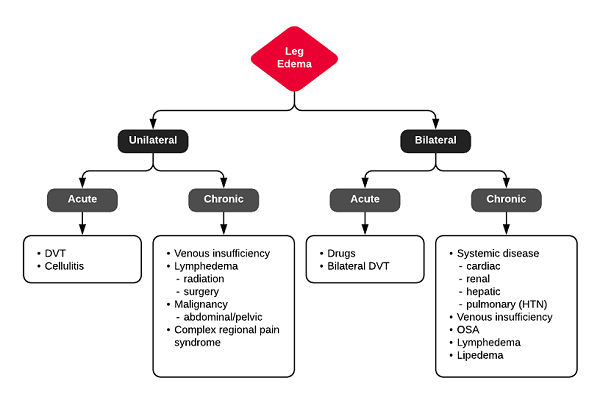 Leg
Edema
Unilateral
Bilateral
Acute
Chronic
Acute
Chronic
• DVT
• Cellulitis
• Venous insufficiency
• Lymphedema
- radiation
- surgery
• Malignancy
- abdominal/pelvic
• Complex regional pain
syndrome
• Drugs
• Bilateral DVT
• Systemic disease
- cardiac
- renal
- hepatic
- pulmonary (HTN)
• Venous insufficiency
• OSA
• Lymphedema
• Lipedema